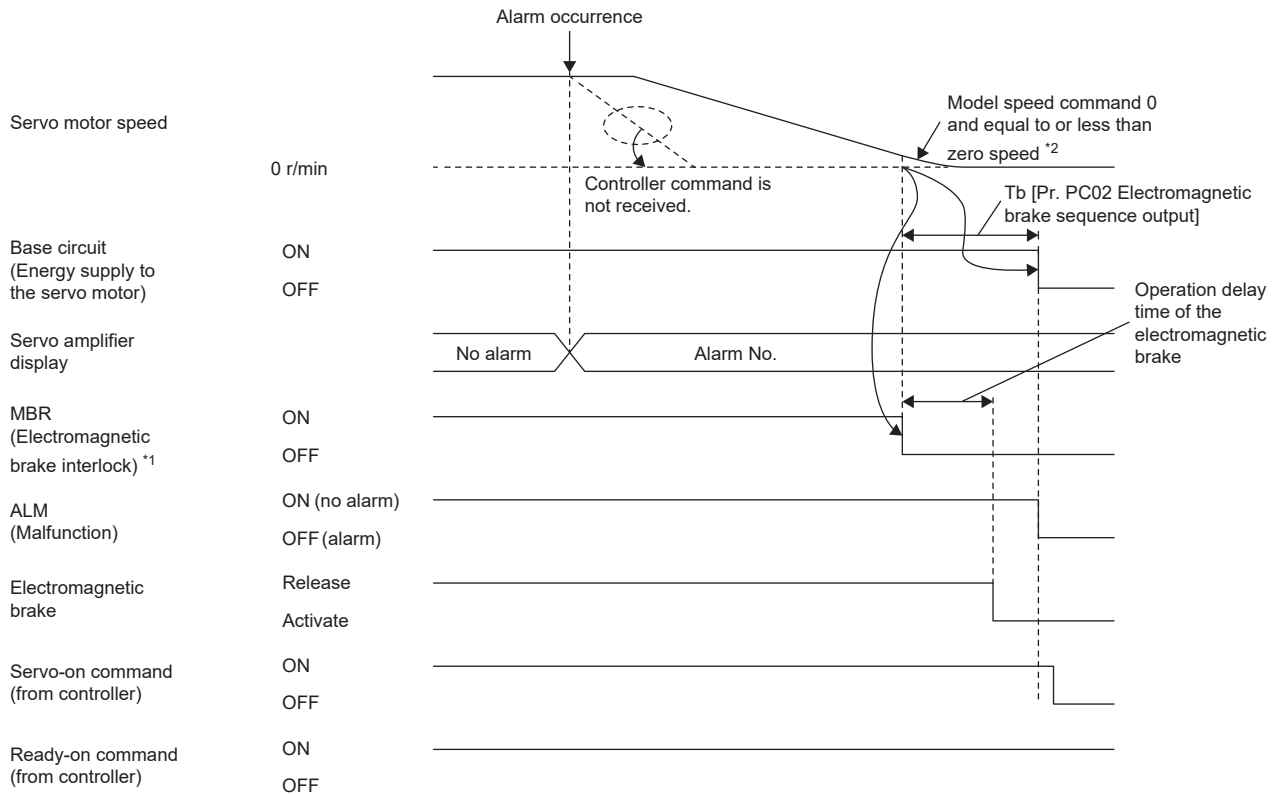 Alarm occurrence
Servo motor speed
0 r/min
Model speed command 0
and equal to or less than
zero speed *2
Controller command is
not received.
Tb [Pr. PC02 Electromagnetic
brake sequence output]
Base circuit
(Energy supply to
the servo motor)
ON
OFF
Operation delay
time of the
electromagnetic
brake
Servo amplifier
display
No alarm
Alarm No.
MBR
(Electromagnetic
brake interlock) *1
ON
OFF
ALM
(Malfunction)
ON (no alarm)
OFF (alarm)
Electromagnetic
brake
Release
Activate
Servo-on command
(from controller)
ON
OFF
Ready-on command
(from controller)
ON
OFF